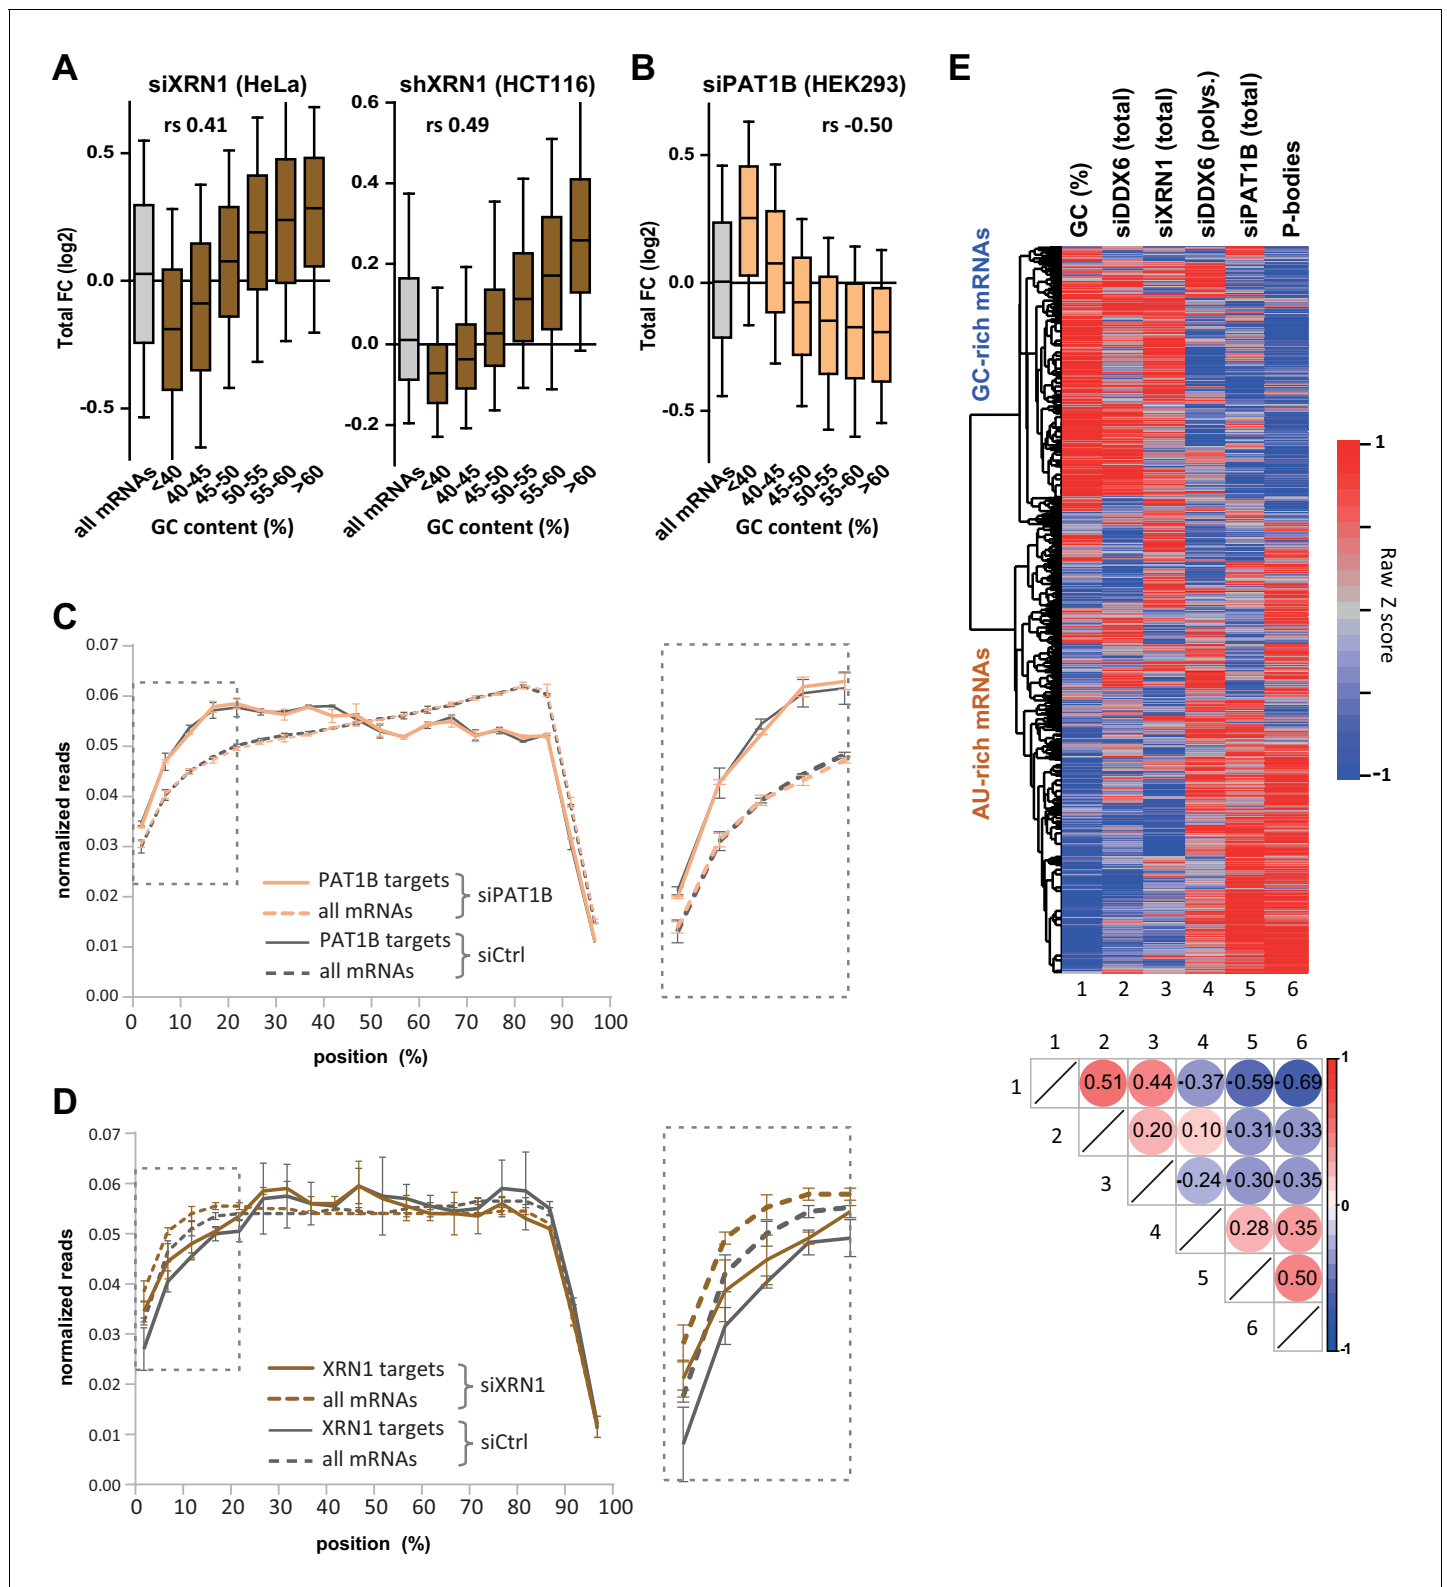 A
siXRN1 (HeLa)
rs 0.41
Total FC (log2)
0.5
0.0
-0.5
all mRNAs
<40
40-45
45-50
50-55
55-60
>60
GC content (%)
shXRN1 (HCT116)
rs 0.49
0.6
0.4
0.2
0.0
-0.2
all mRNAs
<40
40-45
45-50
50-55
55-60
>60
GC content (%)
B
siPAT1B (HEK293)
rs -0.50
Total FC (log2)
0.5
0.0
-0.5
all mRNAs
<40
40-45
45-50
50-55
55-60
>60
GC content (%)
C
normalized reads
0.07
0.06
0.05
0.04
0.03
0.02
0.01
0.00
0 10 20 30 40 50 60 70 80 90 100
position (%)
PAT1B targets
all mRNAs
siPAT1B
PAT1B targets
all mRNAs
siCtrl
D
normalized reads
0.07
0.06
0.05
0.04
0.03
0.02
0.01
0.00
0 10 20 30 40 50 60 70 80 90 100
position (%)
XRN1 targets
all mRNAs
siXRN1
XRN1 targets
all mRNAs
siCtrl
E
GC (%)
siDDX6 (total)
siXRN1 (total)
siDDX6 (polys.)
siPAT1B (total)
P-bodies
GC-rich mRNAs
AU-rich mRNAs
1
-1
Raw Z score
1 2 3 4 5 6
1 2 3 4 5 6
1 0.51 0.44 -0.37 -0.59 -0.69
2 0.20 0.10 -0.31 -0.33
3 -0.24 -0.30 -0.35
4 0.28 0.35
5 0.50
6
1
0
-1